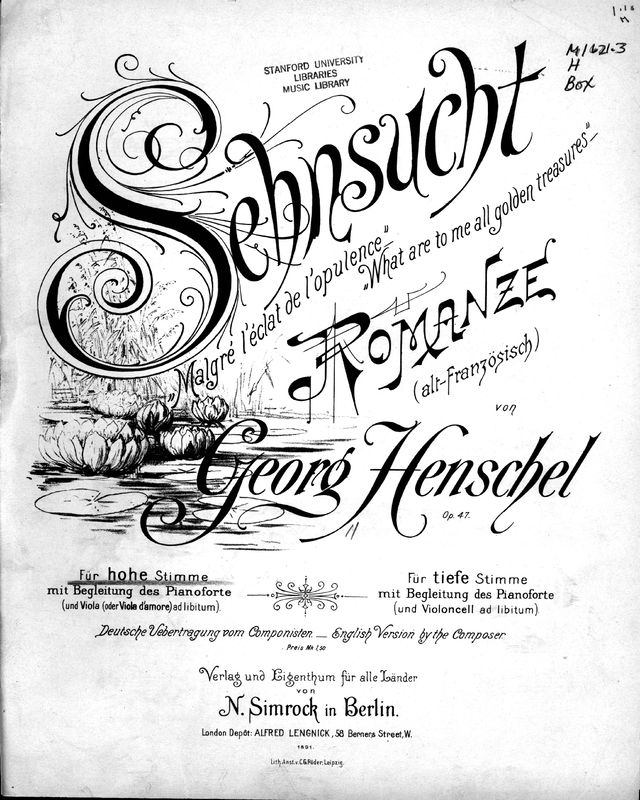 STANFORD UNIVERSITY
LIBRARIES
MUSIC LIBRARY
M1621.3
H
Box
Sehnsucht
„Malgré l'éclat de l'opulence"
„What are to me all golden treasures"
ROMANZE
(alt-Französisch)
von
Georg Henschel
Op. 47.
Für hohe Stimme
mit Begleitung des Pianoforte
(und Viola (oder Viola d'amore) ad libitum).
Für tiefe Stimme
mit Begleitung des Pianoforte
(und Violoncell ad libitum).
Deutsche Uebertragung vom Componisten. — English Version by the Composer
Preis Mk 1,50
Verlag und Eigenthum für alle Länder
von
N. Simrock in Berlin.
London Depôt: ALFRED LENGNICK, 58 Berners Street, W.
1891.
Lith. Anst. v. C.G. Röder, Leipzig.